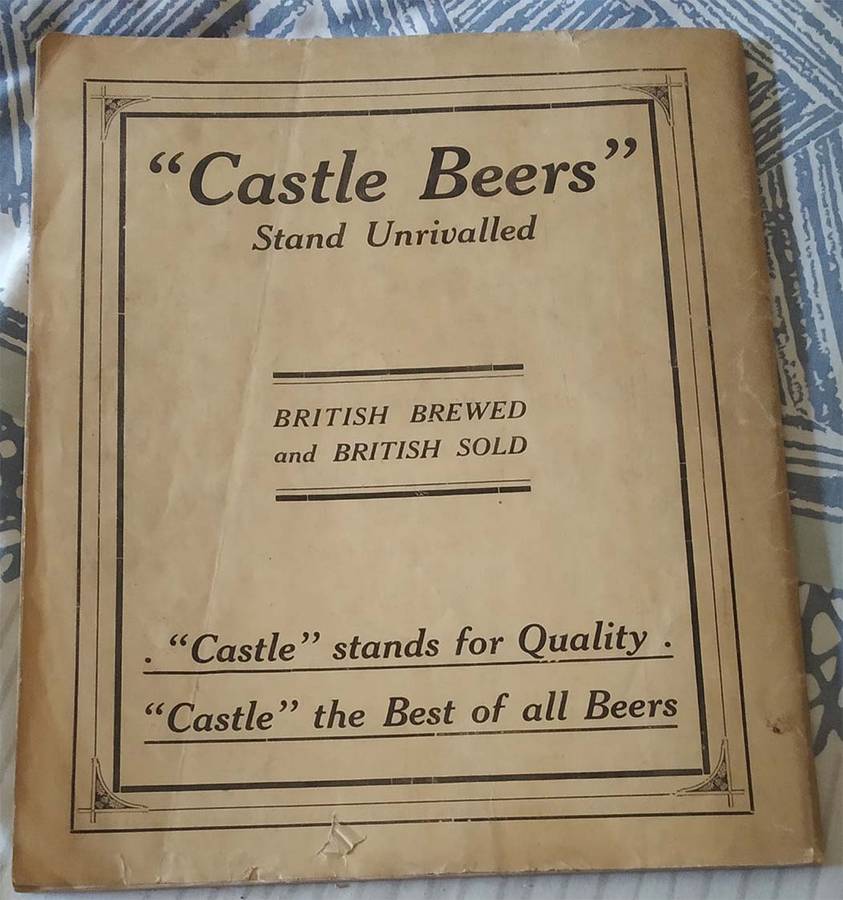 “Castle Beers”
Stand Unrivalled
BRITISH BREWED
and BRITISH SOLD
. “Castle” stands for Quality .
“Castle” the Best of all Beers